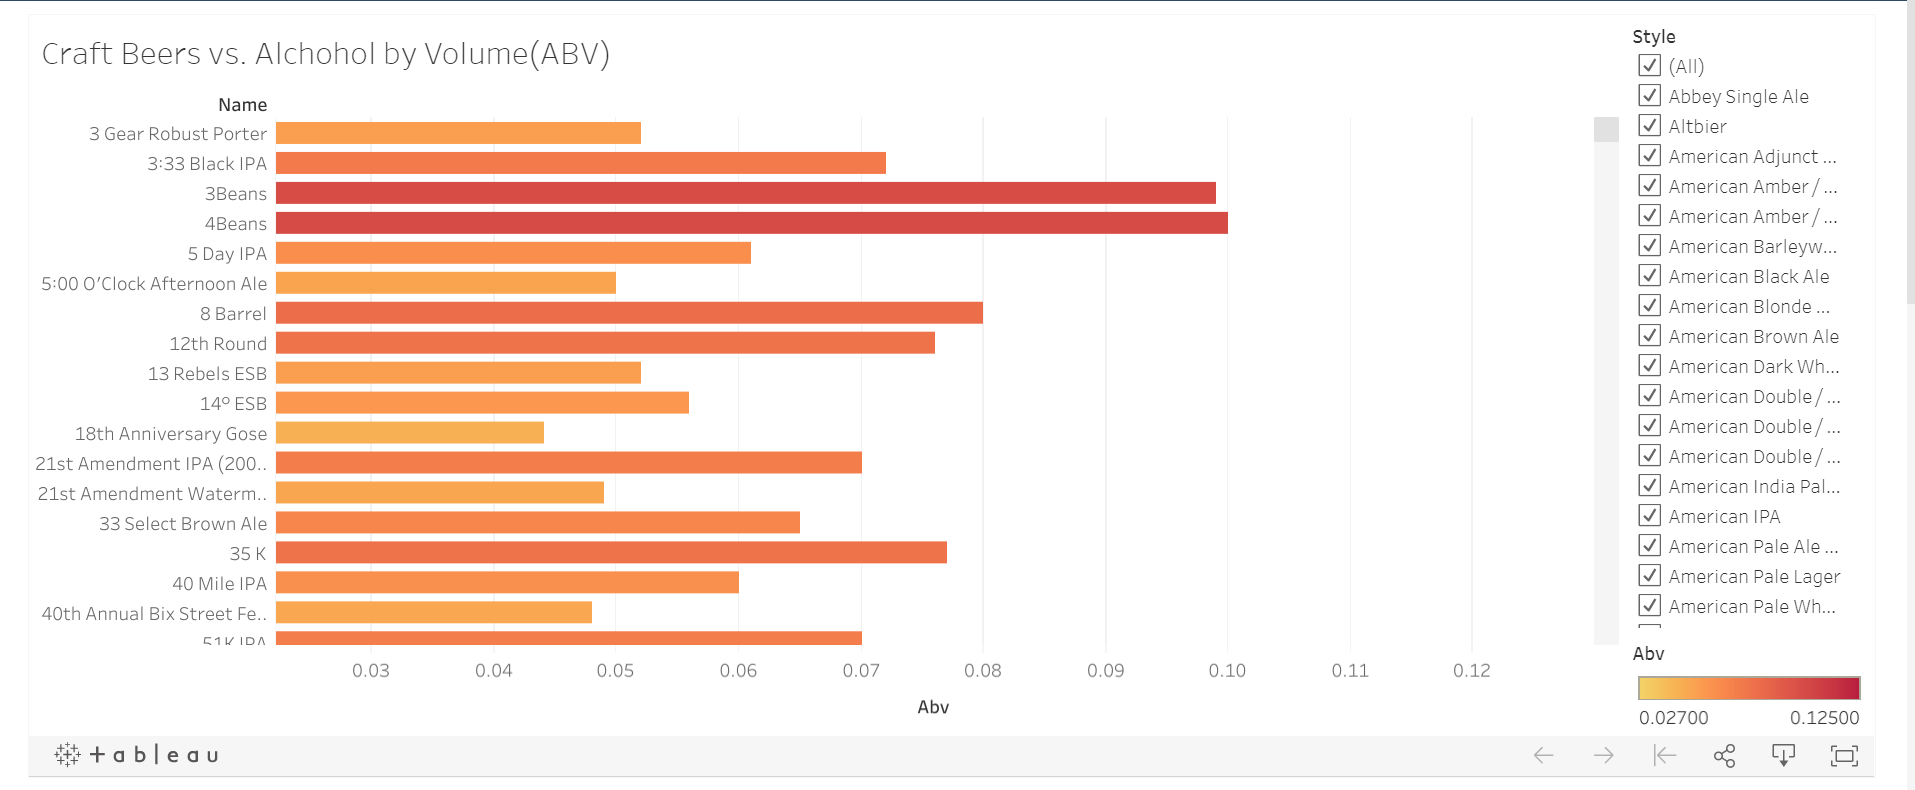 Craft Beers vs. Alchohol by Volume(ABV)
Name
3 Gear Robust Porter
3:33 Black IPA
3Beans
4Beans
5 Day IPA
5:00 O'Clock Afternoon Ale
8 Barrel
12th Round
13 Rebels ESB
14° ESB
18th Anniversary Gose
21st Amendment IPA (200..
21st Amendment Waterm..
33 Select Brown Ale
35 K
40 Mile IPA
40th Annual Bix Street Fe..
51K IPA
0.03 0.04 0.05 0.06 0.07 0.08 0.09 0.10 0.11 0.12
Abv
Style
(All)
Abbey Single Ale
Altbier
American Adjunct ...
American Amber / ...
American Amber / ...
American Barleyw...
American Black Ale
American Blonde ...
American Brown Ale
American Dark Wh...
American Double / ...
American Double / ...
American Double / ...
American India Pal...
American IPA
American Pale Ale ...
American Pale Lager
American Pale Wh...
Abv
0.02700 0.12500
+ a b l e a u